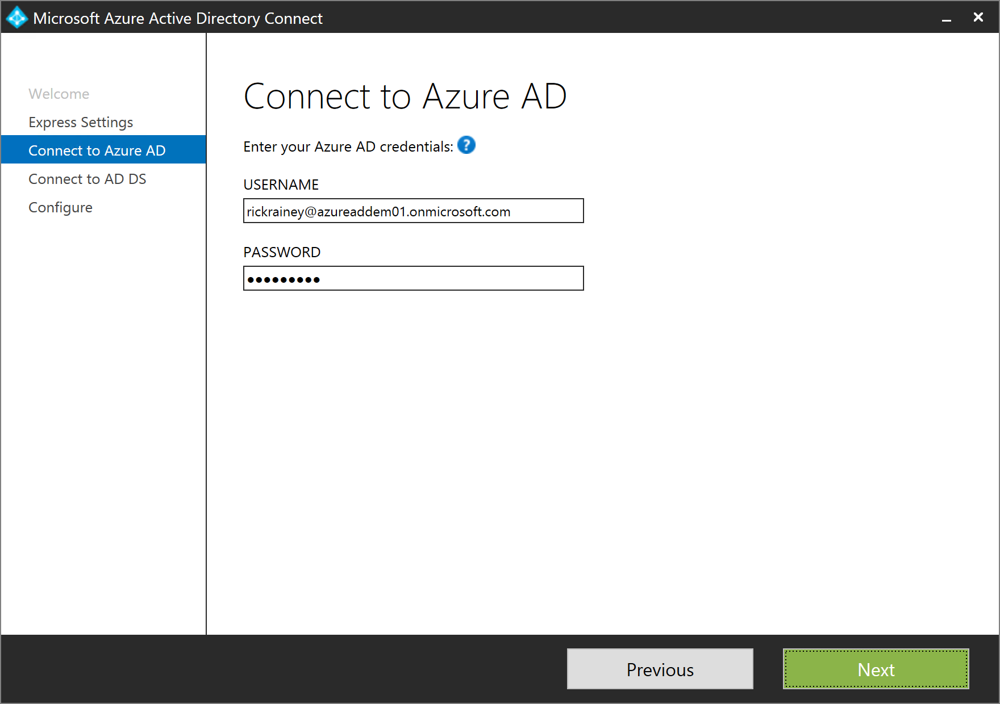 Microsoft Azure Active Directory Connect
Welcome
Express Settings
Connect to Azure AD
Connect to AD DS
Configure
Connect to Azure AD
Enter your Azure AD credentials: ?
USERNAME
rickrainey@azureaddem01.onmicrosoft.com
PASSWORD
●●●●●●●●●
Previous
Next